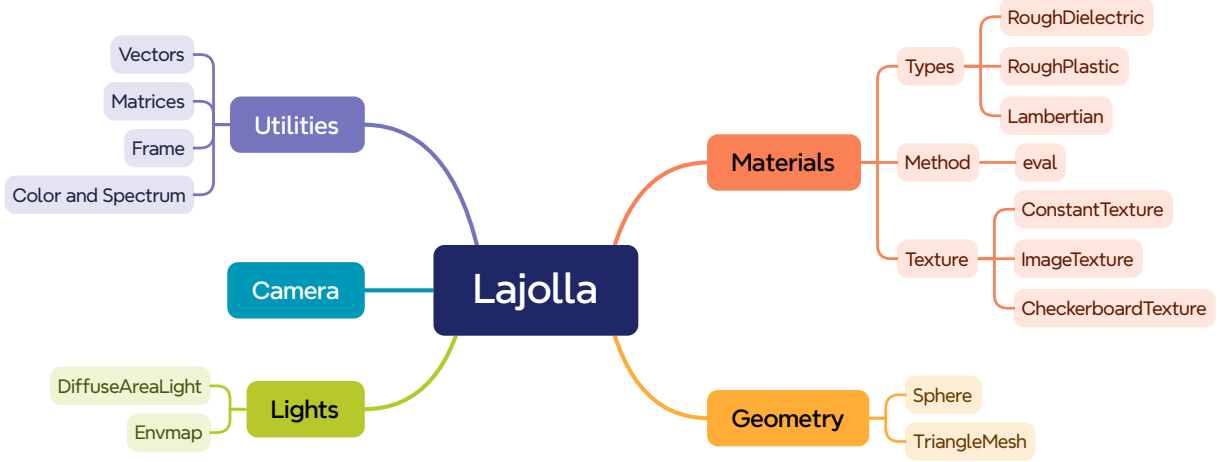 Lajolla
Utilities
Vectors
Matrices
Frame
Color and Spectrum
Camera
Lights
DiffuseAreaLight
Envmap
Materials
Types
RoughDielectric
RoughPlastic
Lambertian
Method
eval
Texture
ConstantTexture
ImageTexture
CheckerboardTexture
Geometry
Sphere
TriangleMesh